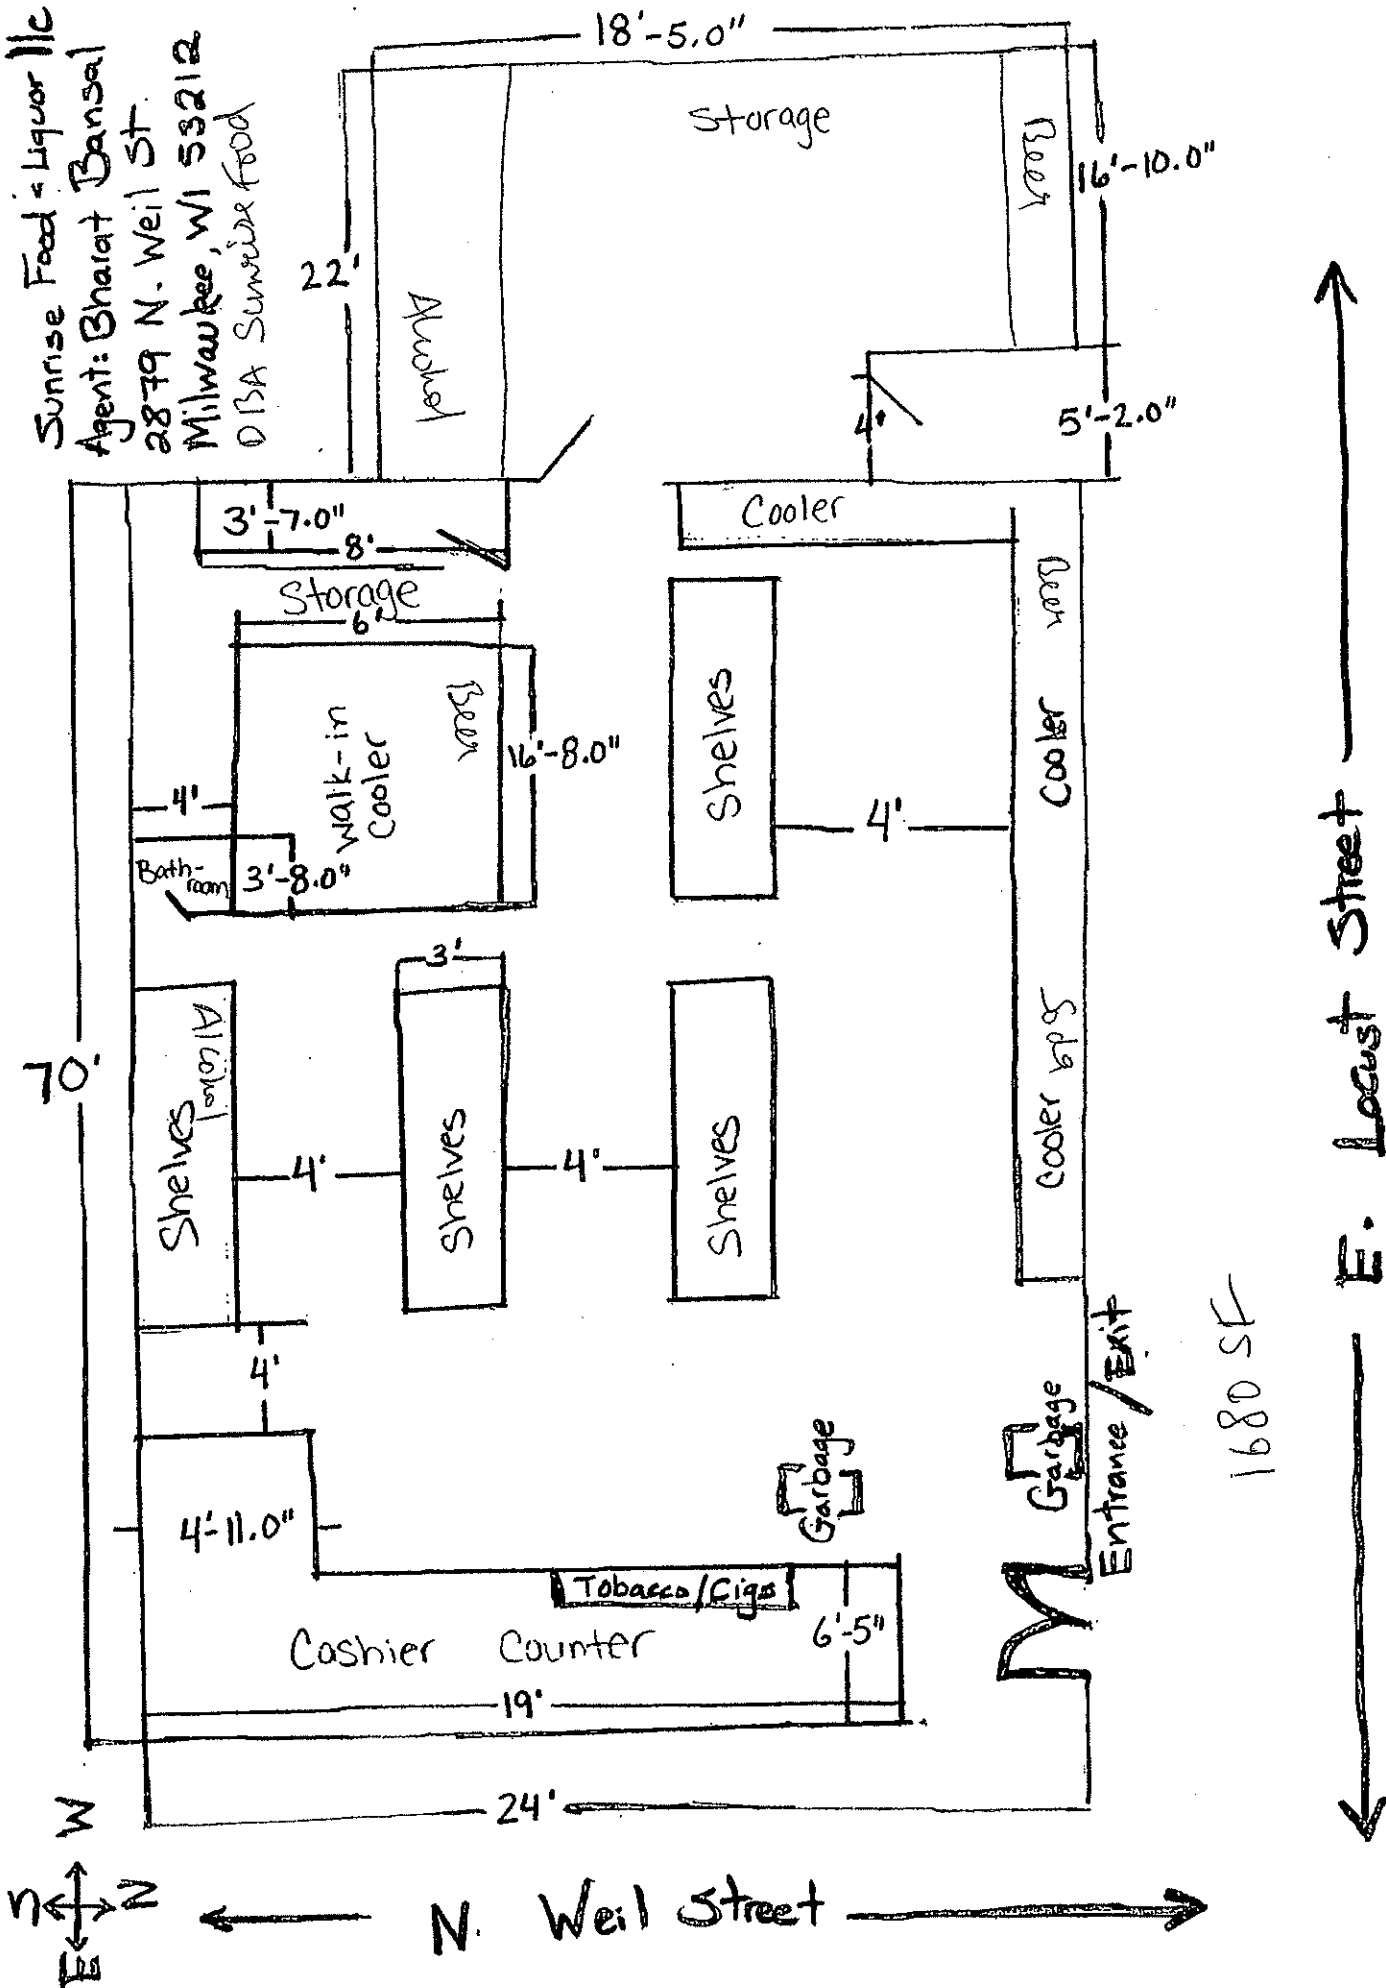 Sunrise Food & Liquor llc
Agent: Bharat Bansal
2879 N. Weil St.
Milwaukee, WI 53212
DBA Sunrise Food
18'-5.0"
Storage
Beer
16'-10.0"
22'
Alcohol
4'
5'-2.0"
3'-7.0"
8'
Storage
6'
Cooler
Walk-in
Cooler
Beer
16'-8.0"
4'
Bath-
room
3'-8.0"
Shelves
4'
Cooler Beer
70'
3'
Shelves
Alcohol
4'
Shelves
4'
Shelves
Cooler
4'
4'-11.0"
Garbage
Garbage
Entrance / Exit
Tobacco/Cigs
Cashier Counter
6'-5"
19'
24'
1680 SF
E. Locust Street
N. Weil Street
W
N
E